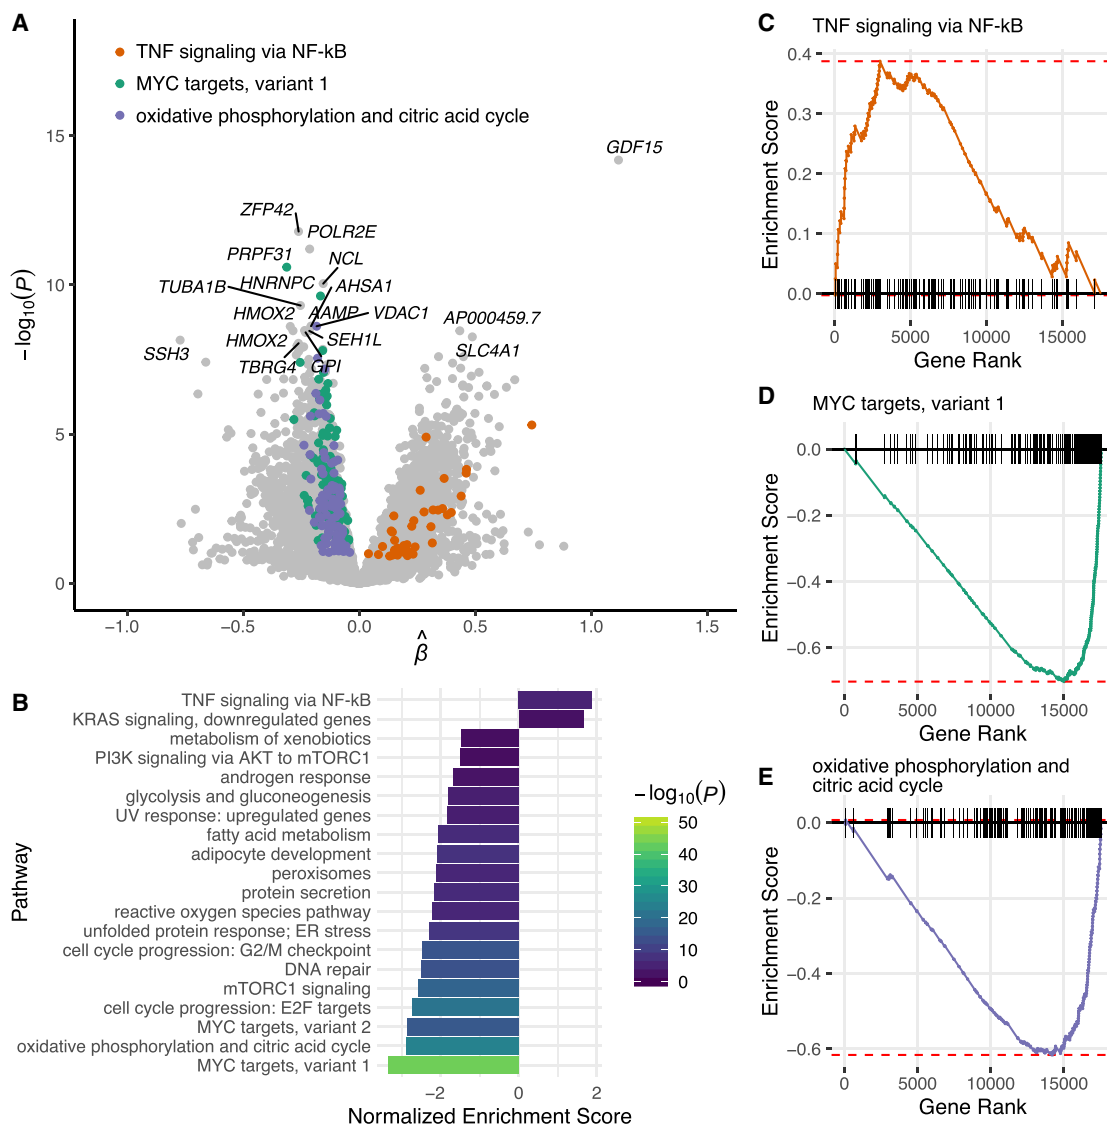 A
TNF signaling via NF-kB
MYC targets, variant 1
oxidative phosphorylation and citric acid cycle
15
10
5
0
−log10(P)
GDF15
ZFP42
POLR2E
PRPF31
NCL
TUBA1B
HNRNPC
AHSA1
HMOX2
AAMP
VDAC1
AP000459.7
HMOX2
SEH1L
SSH3
SLC4A1
TBRG4
GPI
−1.0
−0.5
0.0
0.5
1.0
1.5
β̂
B
Pathway
TNF signaling via NF-kB
KRAS signaling, downregulated genes
metabolism of xenobiotics
PI3K signaling via AKT to mTORC1
androgen response
glycolysis and gluconeogenesis
UV response: upregulated genes
fatty acid metabolism
adipocyte development
peroxisomes
protein secretion
reactive oxygen species pathway
unfolded protein response; ER stress
cell cycle progression: G2/M checkpoint
DNA repair
mTORC1 signaling
cell cycle progression: E2F targets
MYC targets, variant 2
oxidative phosphorylation and citric acid cycle
MYC targets, variant 1
−2
0
2
Normalized Enrichment Score
−log10(P)
50
40
30
20
10
0
C
TNF signaling via NF-kB
Enrichment Score
0.4
0.3
0.2
0.1
0.0
0
5000
10000
15000
Gene Rank
D
MYC targets, variant 1
Enrichment Score
0.0
−0.2
−0.4
−0.6
0
5000
10000
15000
Gene Rank
E
oxidative phosphorylation and
citric acid cycle
Enrichment Score
0.0
−0.2
−0.4
−0.6
0
5000
10000
15000
Gene Rank